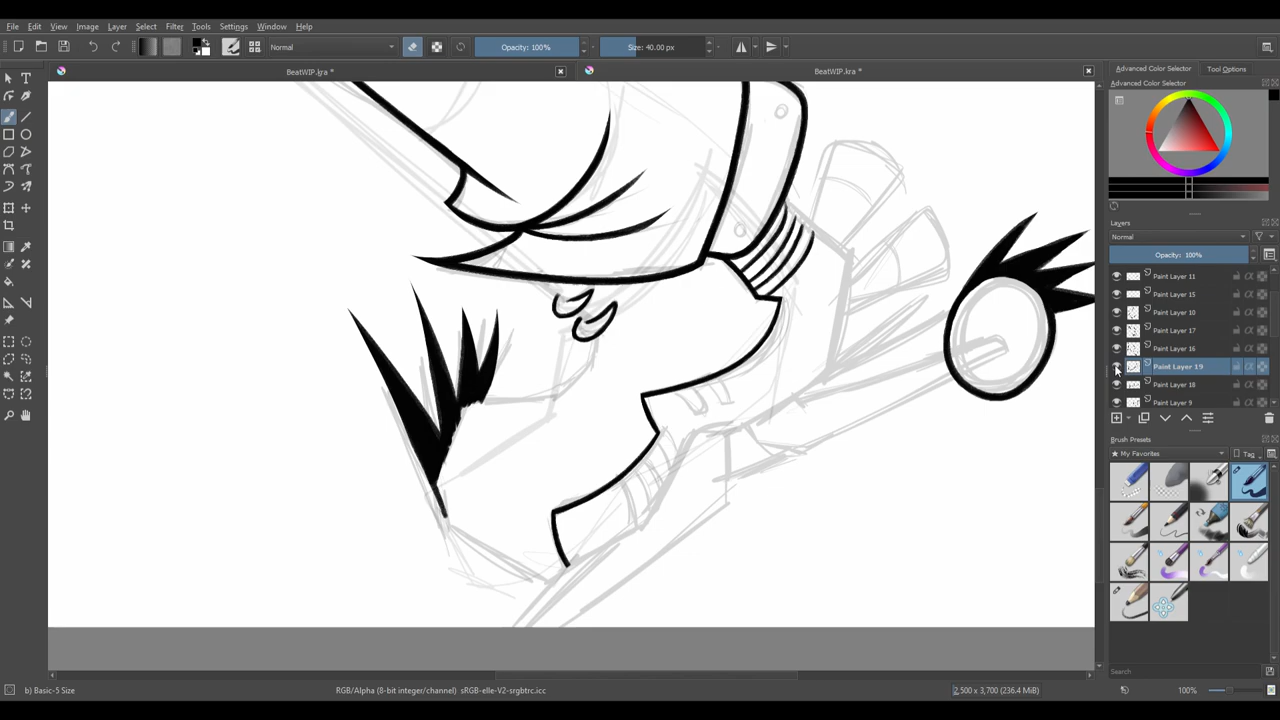 File Edit View Image Layer Select Filter Tools Settings Window Help
Normal Opacity: 100% Size: 40.00 px
BeatWIP.kra *
BeatWIP.kra *
Advanced Color Selector Tool Options
Advanced Color Selector
Layers
Normal
Opacity: 100%
Paint Layer 11
Paint Layer 15
Paint Layer 10
Paint Layer 17
Paint Layer 16
Paint Layer 19
Paint Layer 18
Paint Layer 9
Brush Presets
My Favorites Tag
Search
b) Basic-5 Size RGB/Alpha (8-bit integer/channel) sRGB-elle-V2-srgbtrc.icc 2,500 x 3,700 (236.4 MiB) 100%